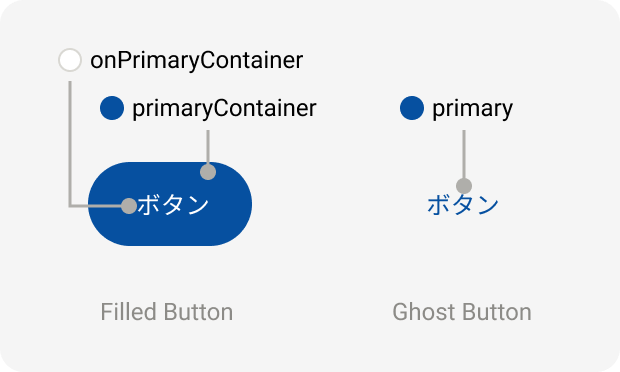 onPrimaryContainer
primaryContainer
primary
ボタン
ボタン
Filled Button
Ghost Button